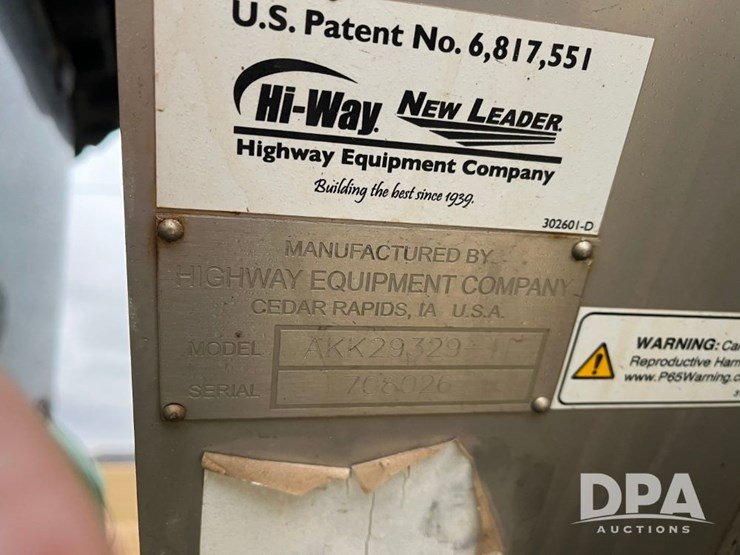 U.S. Patent No. 6,817,551
Hi-Way. NEW LEADER.
Highway Equipment Company
Building the best since 1939.
302601-D
MANUFACTURED BY
HIGHWAY EQUIPMENT COMPANY
CEDAR RAPIDS, IA U.S.A.
MODEL
SERIAL
WARNING:
Reproductive
www.P65Warning.
DPA
AUCTIONS